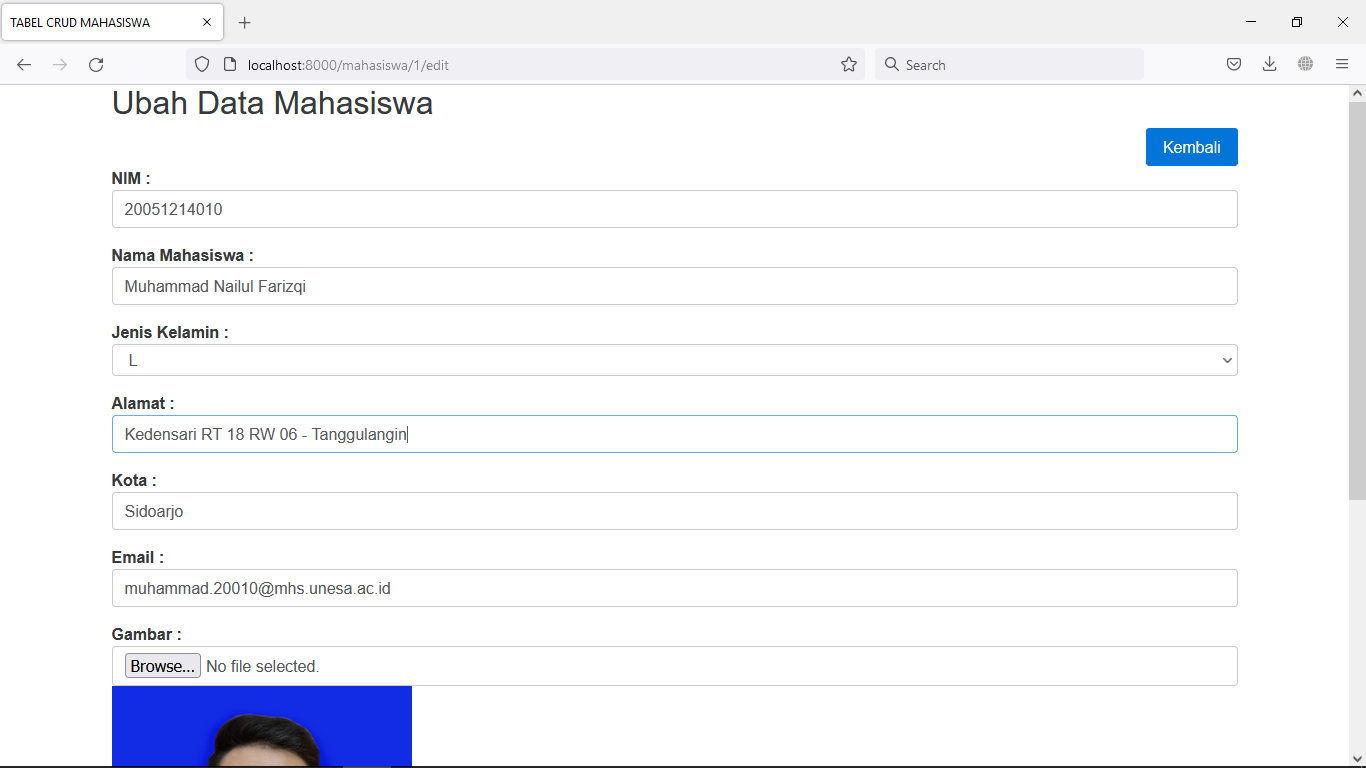 TABEL CRUD MAHASISWA
localhost:8000/mahasiswa/1/edit
Search
Ubah Data Mahasiswa
Kembali
NIM :
20051214010
Nama Mahasiswa :
Muhammad Nailul Farizqi
Jenis Kelamin :
L
Alamat :
Kedensari RT 18 RW 06 - Tanggulangin
Kota :
Sidoarjo
Email :
muhammad.20010@mhs.unesa.ac.id
Gambar :
Browse... No file selected.